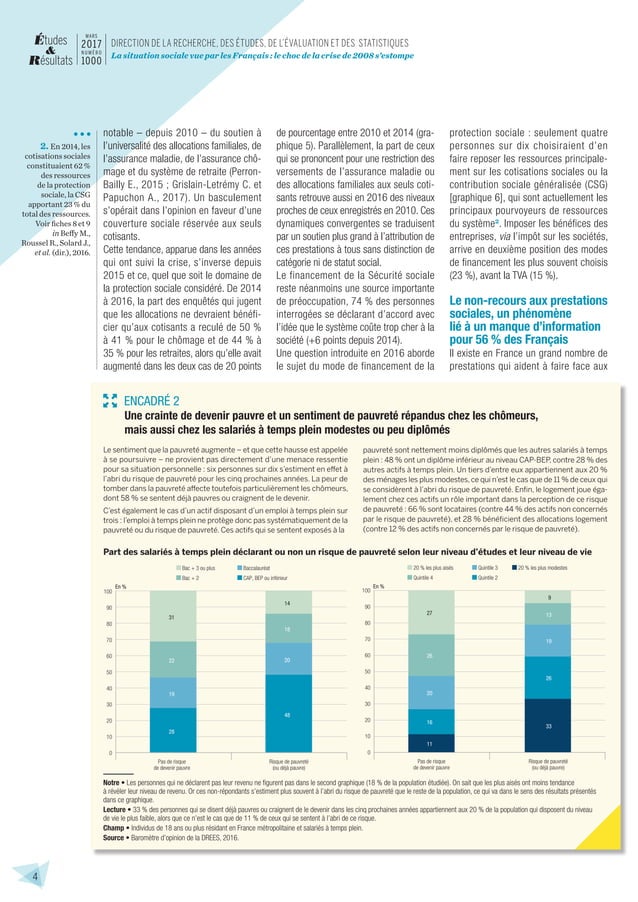 Études
&
Résultats
MARS
2017
NUMÉRO
1000
DIRECTION DE LA RECHERCHE, DES ÉTUDES, DE L'ÉVALUATION ET DES STATISTIQUES
La situation sociale vue par les Français : le choc de la crise de 2008 s'estompe
•••
2. En 2014, les
cotisations sociales
constituaient 62 %
des ressources
de la protection
sociale, la CSG
apportant 23 % du
total des ressources.
Voir fiches 8 et 9
in Beffy M.,
Roussel R., Solard J.,
et al. (dir.), 2016.
notable – depuis 2010 – du soutien à
l'universalité des allocations familiales, de
l'assurance maladie, de l'assurance chô-
mage et du système de retraite (Perron-
Bailly E., 2015 ; Grislain-Letrémy C. et
Papuchon A., 2017). Un basculement
s'opérait dans l'opinion en faveur d'une
couverture sociale réservée aux seuls
cotisants.
Cette tendance, apparue dans les années
qui ont suivi la crise, s'inverse depuis
2015 et ce, quel que soit le domaine de
la protection sociale considéré. De 2014
à 2016, la part des enquêtés qui jugent
que les allocations ne devraient bénéfi-
cier qu'aux cotisants a reculé de 50 %
à 41 % pour le chômage et de 44 % à
35 % pour les retraites, alors qu'elle avait
augmenté dans les deux cas de 20 points
de pourcentage entre 2010 et 2014 (gra-
phique 5). Parallèlement, la part de ceux
qui se prononcent pour une restriction des
versements de l'assurance maladie ou
des allocations familiales aux seuls coti-
sants retrouve aussi en 2016 des niveaux
proches de ceux enregistrés en 2010. Ces
dynamiques convergentes se traduisent
par un soutien plus grand à l'attribution de
ces prestations à tous sans distinction de
catégorie ni de statut social.
Le financement de la Sécurité sociale
reste néanmoins une source importante
de préoccupation, 74 % des personnes
interrogées se déclarant d'accord avec
l'idée que le système coûte trop cher à la
société (+6 points depuis 2014).
Une question introduite en 2016 aborde
le sujet du mode de financement de la
protection sociale : seulement quatre
personnes sur dix choisiraient d'en
faire reposer les ressources principale-
ment sur les cotisations sociales ou la
contribution sociale généralisée (CSG)
[graphique 6], qui sont actuellement les
principaux pourvoyeurs de ressources
du système2. Imposer les bénéfices des
entreprises, via l'impôt sur les sociétés,
arrive en deuxième position des modes
de financement les plus souvent choisis
(23 %), avant la TVA (15 %).
Le non-recours aux prestations
sociales, un phénomène
lié à un manque d'information
pour 56 % des Français
Il existe en France un grand nombre de
prestations qui aident à faire face aux
ENCADRÉ 2
Une crainte de devenir pauvre et un sentiment de pauvreté répandus chez les chômeurs,
mais aussi chez les salariés à temps plein modestes ou peu diplômés
Le sentiment que la pauvreté augmente – et que cette hausse est appelée
à se poursuivre – ne provient pas directement d'une menace ressentie
pour sa situation personnelle : six personnes sur dix s'estiment en effet à
l'abri du risque de pauvreté pour les cinq prochaines années. La peur de
tomber dans la pauvreté affecte toutefois particulièrement les chômeurs,
dont 58 % se sentent déjà pauvres ou craignent de le devenir.
C'est également le cas d'un actif disposant d'un emploi à temps plein sur
trois : l'emploi à temps plein ne protège donc pas systématiquement de la
pauvreté ou du risque de pauvreté. Ces actifs qui se sentent exposés à la
pauvreté sont nettement moins diplômés que les autres salariés à temps
plein : 48 % ont un diplôme inférieur au niveau CAP-BEP, contre 28 % des
autres actifs à temps plein. Un tiers d'entre eux appartiennent aux 20 %
des ménages les plus modestes, ce qui n'est le cas que de 11 % de ceux qui
se considèrent à l'abri du risque de pauvreté. Enfin, le logement joue éga-
lement chez ces actifs un rôle important dans la perception de ce risque
de pauvreté : 66 % sont locataires (contre 44 % des actifs non concernés
par le risque de pauvreté), et 28 % bénéficient des allocations logement
(contre 12 % des actifs non concernés par le risque de pauvreté).
Part des salariés à temps plein déclarant ou non un risque de pauvreté selon leur niveau d'études et leur niveau de vie
Bac + 3 ou plus
Baccalauréat
Bac + 2
CAP, BEP ou inférieur
En %
100
90
80
70
60
50
40
30
20
10
0
31
22
19
28
14
18
20
48
Pas de risque
de devenir pauvre
Risque de pauvreté
(ou déjà pauvre)
20 % les plus aisés
Quintile 3
20 % les plus modestes
Quintile 4
Quintile 2
En %
100
90
80
70
60
50
40
30
20
10
0
27
26
20
16
11
9
13
19
26
33
Pas de risque
de devenir pauvre
Risque de pauvreté
(ou déjà pauvre)
Notre • Les personnes qui ne déclarent pas leur revenu ne figurent pas dans le second graphique (18 % de la population étudiée). On sait que les plus aisés ont moins tendance
à révéler leur niveau de revenu. Or ces non-répondants s'estiment plus souvent à l'abri du risque de pauvreté que le reste de la population, ce qui va dans le sens des résultats présentés
dans ce graphique.
Lecture • 33 % des personnes qui se disent déjà pauvres ou craignent de le devenir dans les cinq prochaines années appartiennent aux 20 % de la population qui disposent du niveau
de vie le plus faible, alors que ce n'est le cas que de 11 % de ceux qui se sentent à l'abri de ce risque.
Champ • Individus de 18 ans ou plus résidant en France métropolitaine et salariés à temps plein.
Source • Baromètre d'opinion de la DREES, 2016.
4